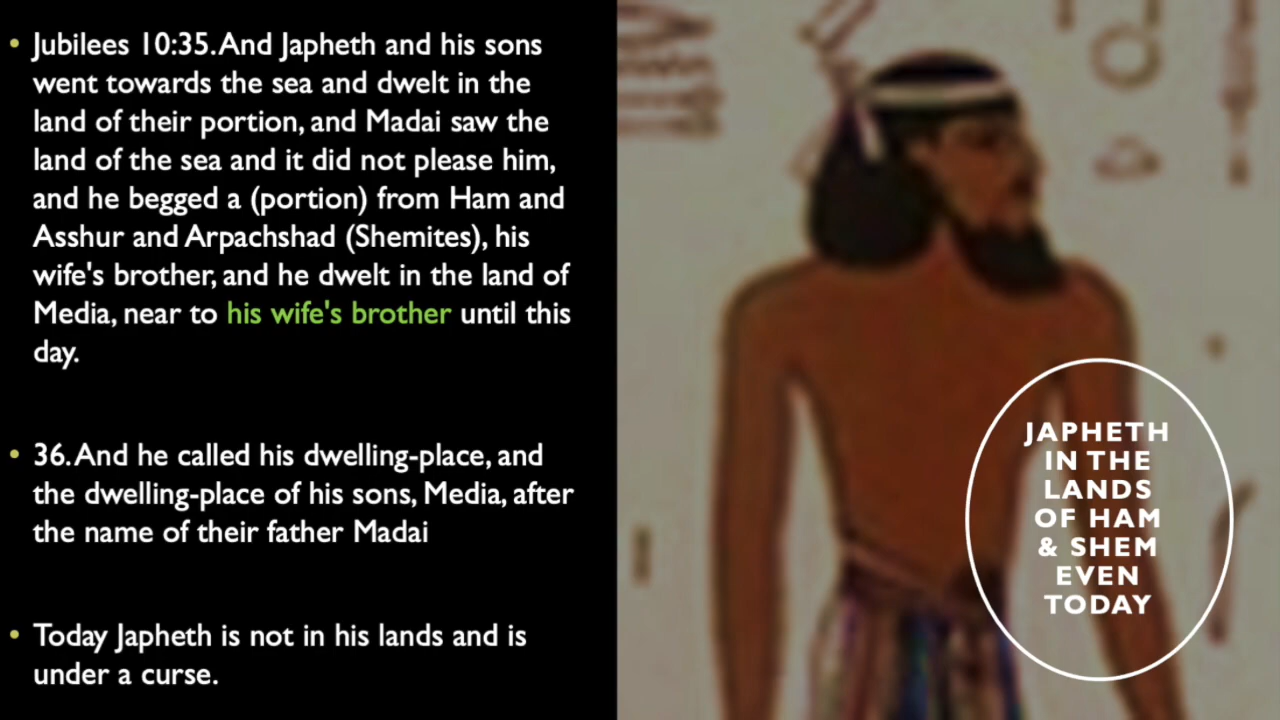 Jubilees 10:35. And Japheth and his sons
went towards the sea and dwelt in the
land of their portion, and Madai saw the
land of the sea and it did not please him,
and he begged a (portion) from Ham and
Asshur and Arpachshad (Shemites), his
wife's brother, and he dwelt in the land of
Media, near to his wife's brother until this
day.
36. And he called his dwelling-place, and
the dwelling-place of his sons, Media, after
the name of their father Madai
Today Japheth is not in his lands and is
under a curse.
JAPHETH
IN THE
LANDS
OF HAM
& SHEM
EVEN
TODAY